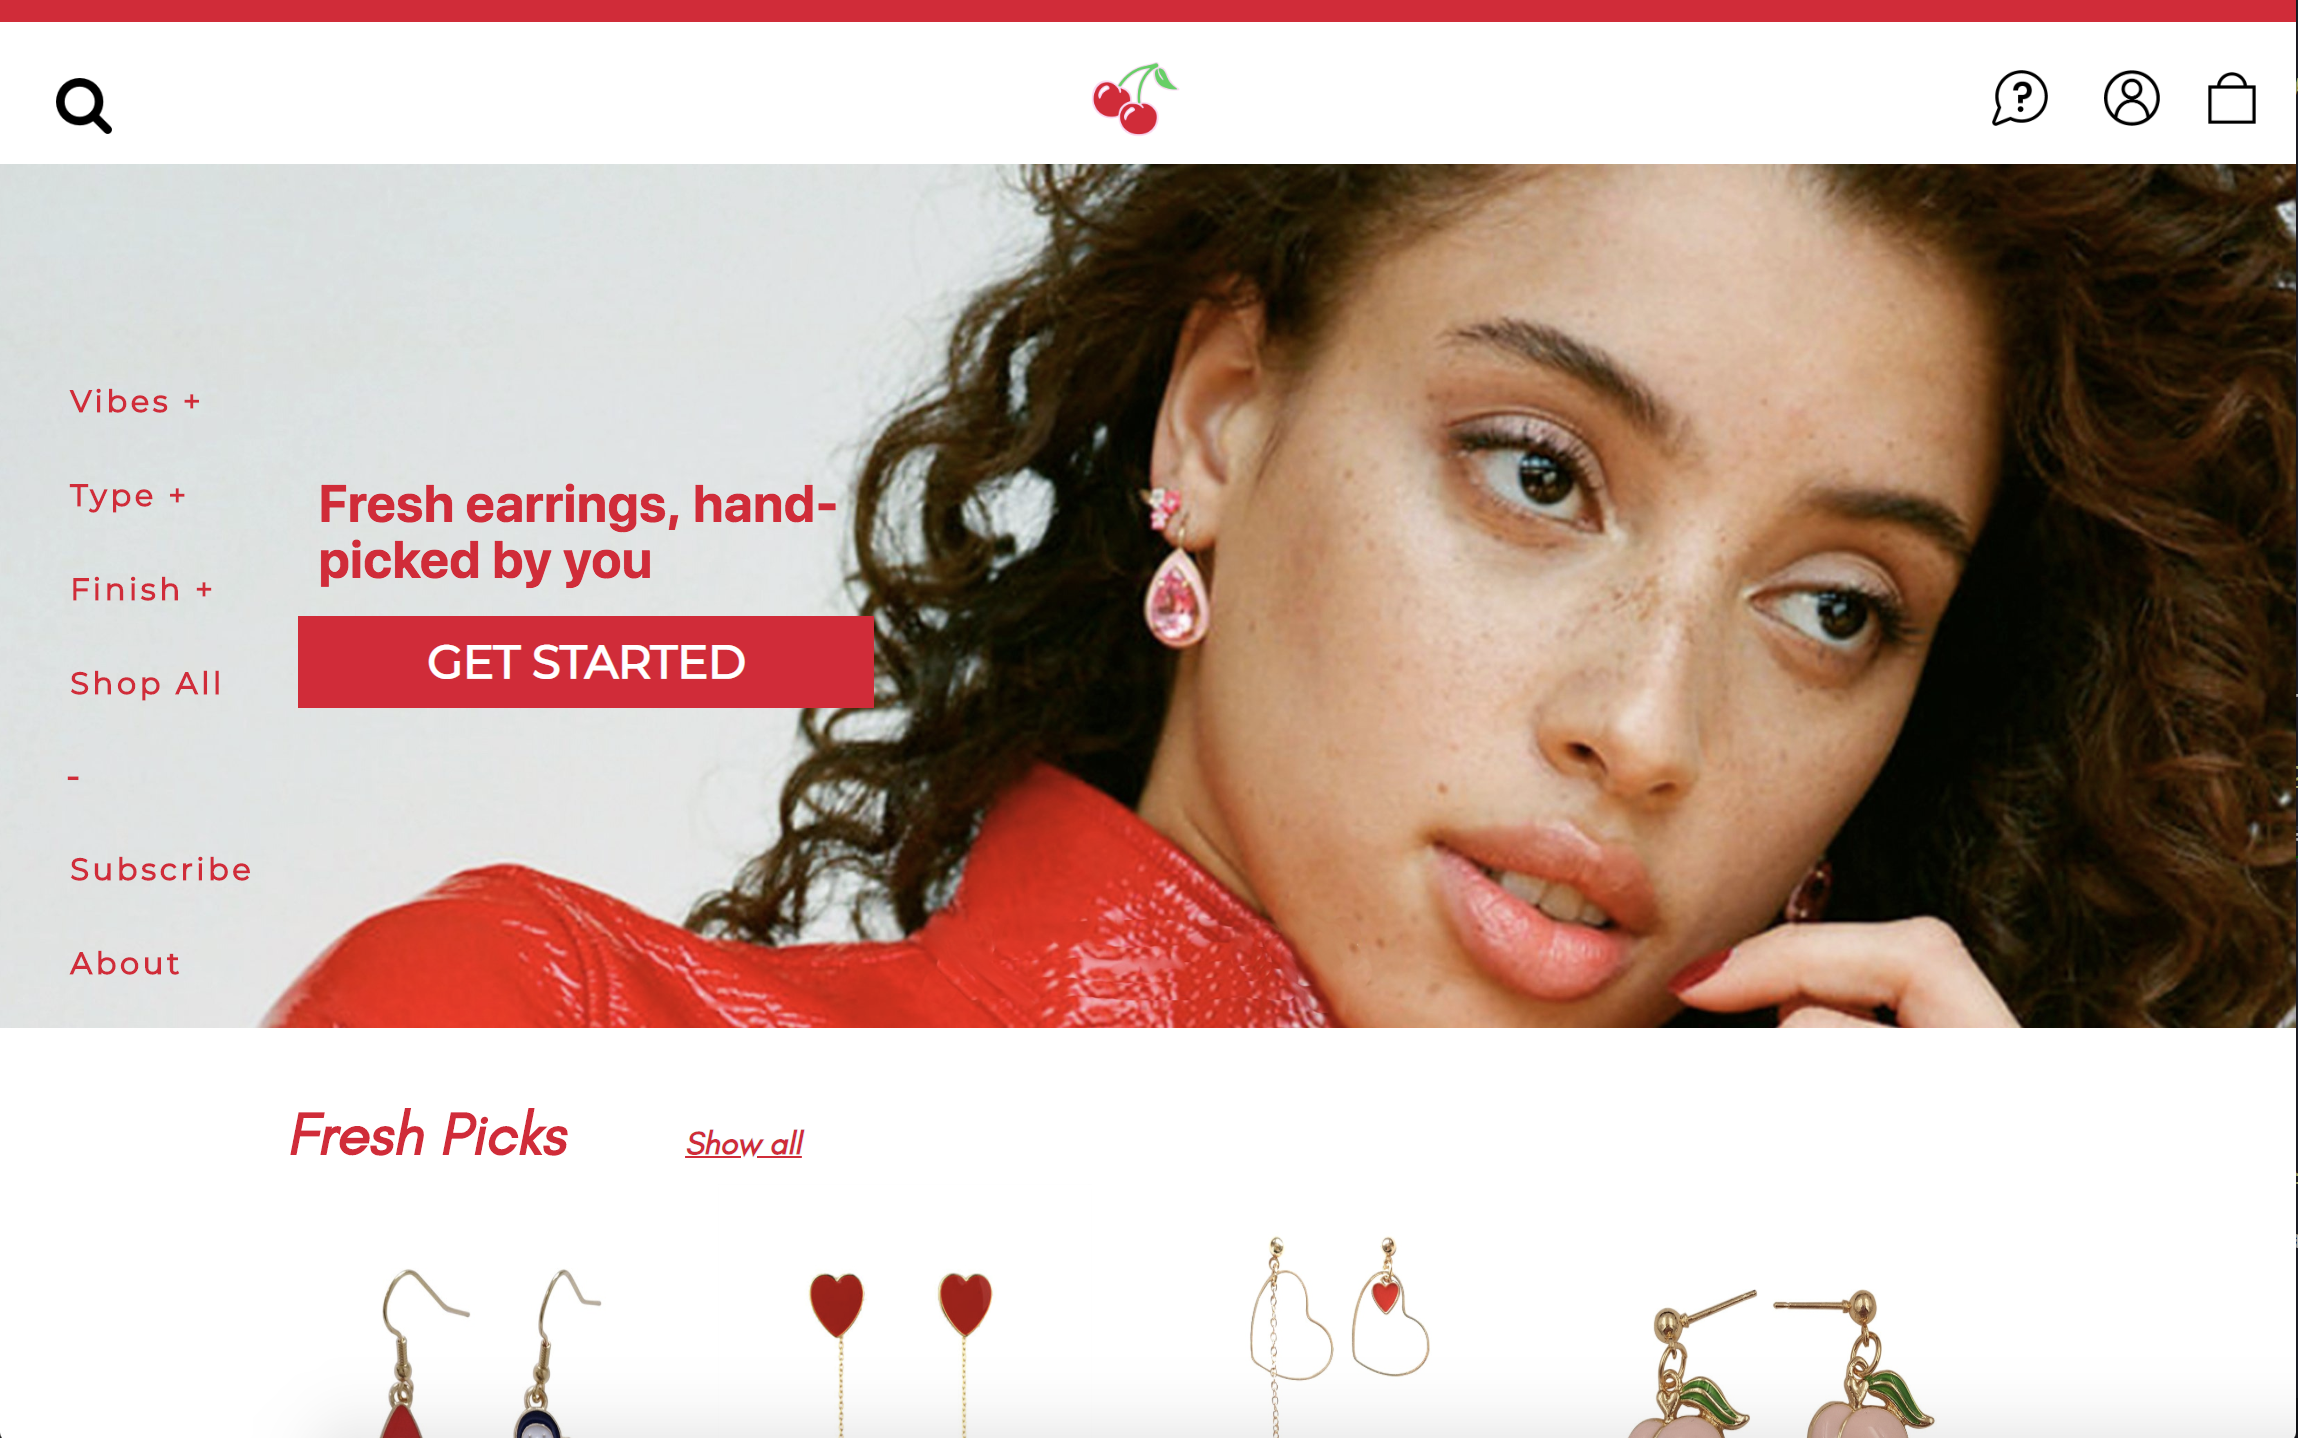 Vibes +
Type +
Finish +
Shop All
-
Subscribe
About
Fresh earrings, hand-
picked by you
GET STARTED
Fresh Picks
Show all